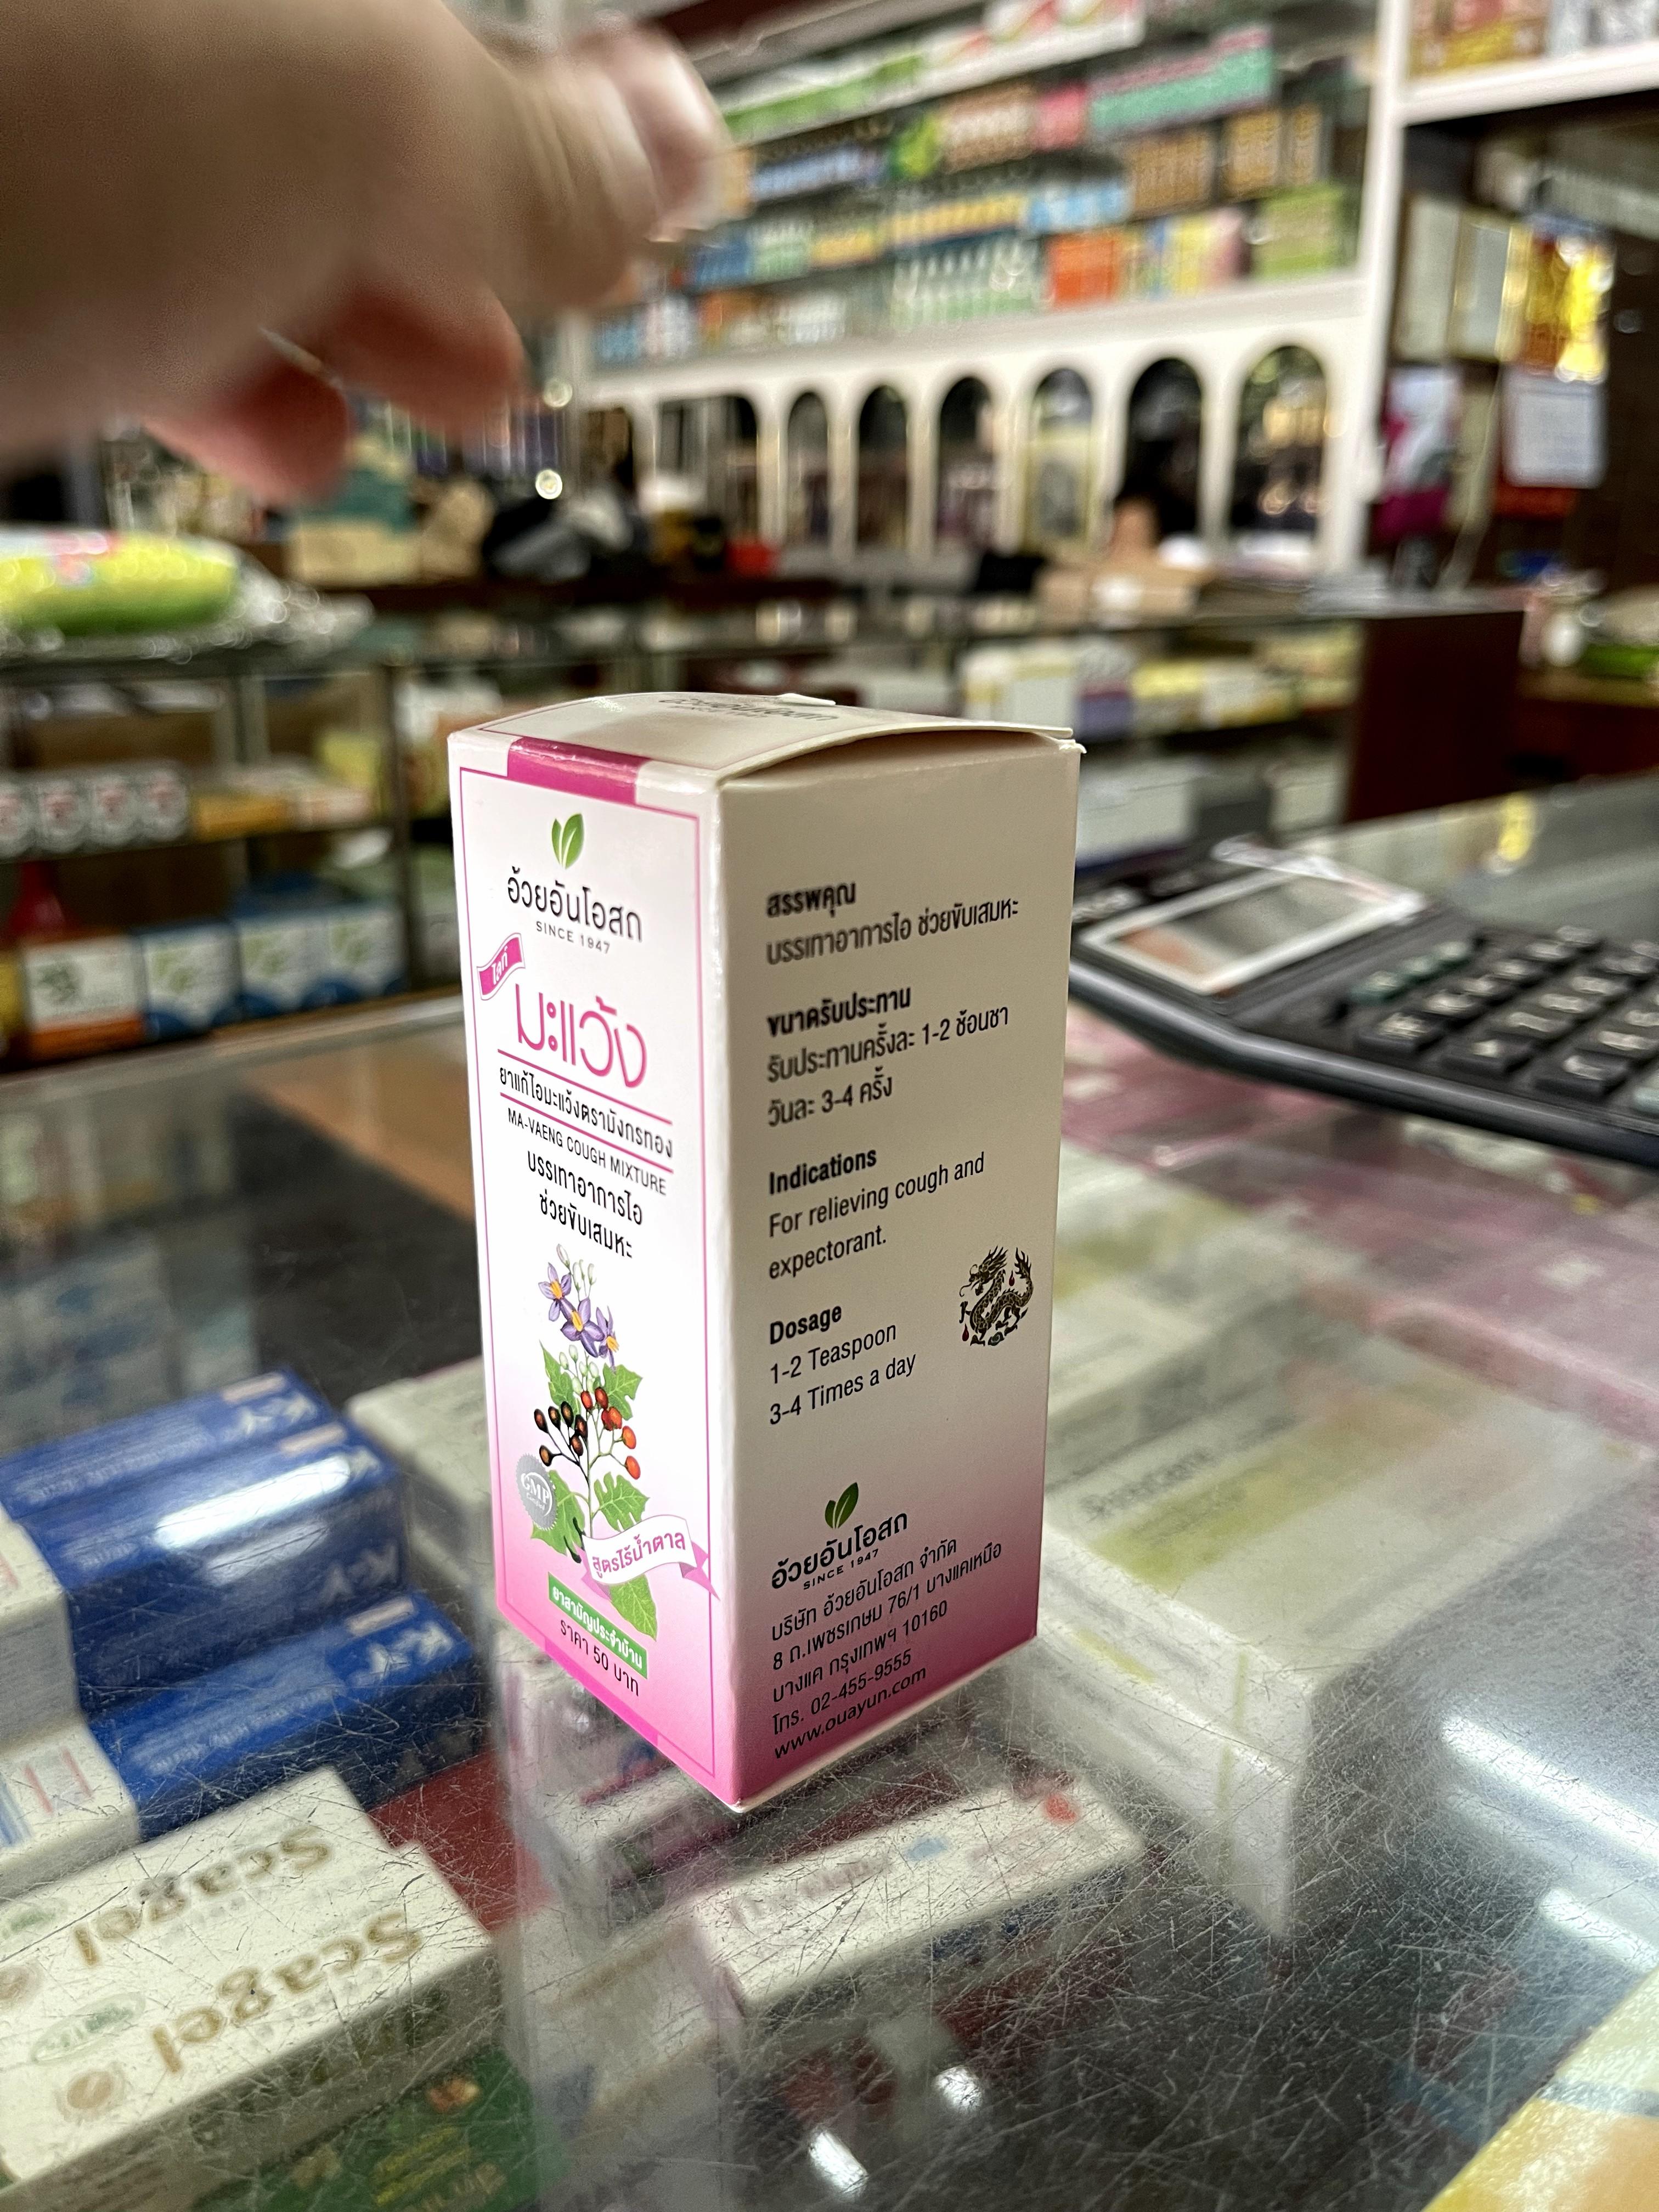 อ้วยอันโอสถ
SINCE 1947
ไอที่
มะแว้ง
ยาแก้ไอมะแว้งตรามังกรทอง
MA-VAENG COUGH MIXTURE
บรรเทาอาการไอ
ช่วยขับเสมหะ
GMP
สูตรไร้น้ำตาล
ยาสามัญประจำบ้าน
ราคา 50 บาท
สรรพคุณ
บรรเทาอาการไอ ช่วยขับเสมหะ
ขนาดรับประทาน
รับประทานครั้งละ 1-2 ช้อนชา
วันละ 3-4 ครั้ง
Indications
For relieving cough and
expectorant.
Dosage
1-2 Teaspoon
3-4 Times a day
อ้วยอันโอสถ
SINCE 1947
บริษัท อ้วยอันโอสถ จำกัด
8 ถ.เพชรเกษม 76/1 บางแคเหนือ
บางแค กรุงเทพฯ 10160
โทร. 02-455-9555
www.ouayun.com
K-Y
K-Y
K-Y
Scagel
Scagel